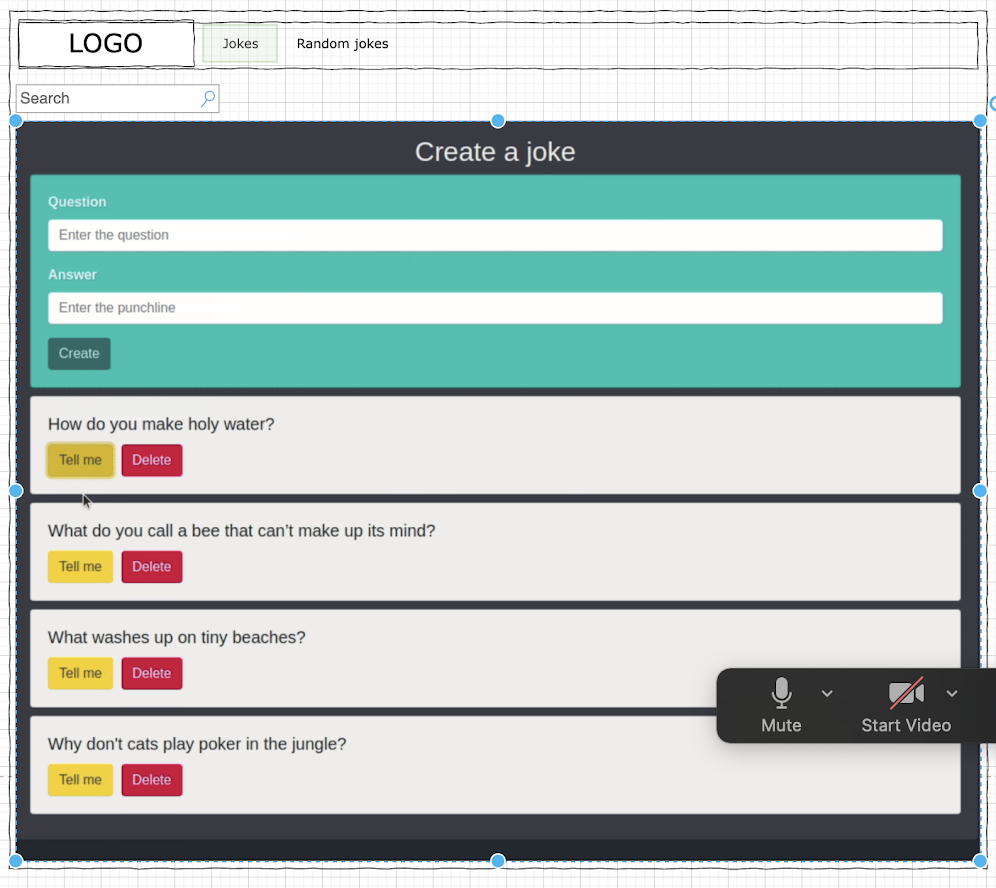 LOGO
Jokes
Random jokes
Search
Create a joke
Question
Enter the question
Answer
Enter the punchline
Create
How do you make holy water?
Tell me
Delete
What do you call a bee that can’t make up its mind?
Tell me
Delete
What washes up on tiny beaches?
Tell me
Delete
Mute
Start Video
Why don't cats play poker in the jungle?
Tell me
Delete